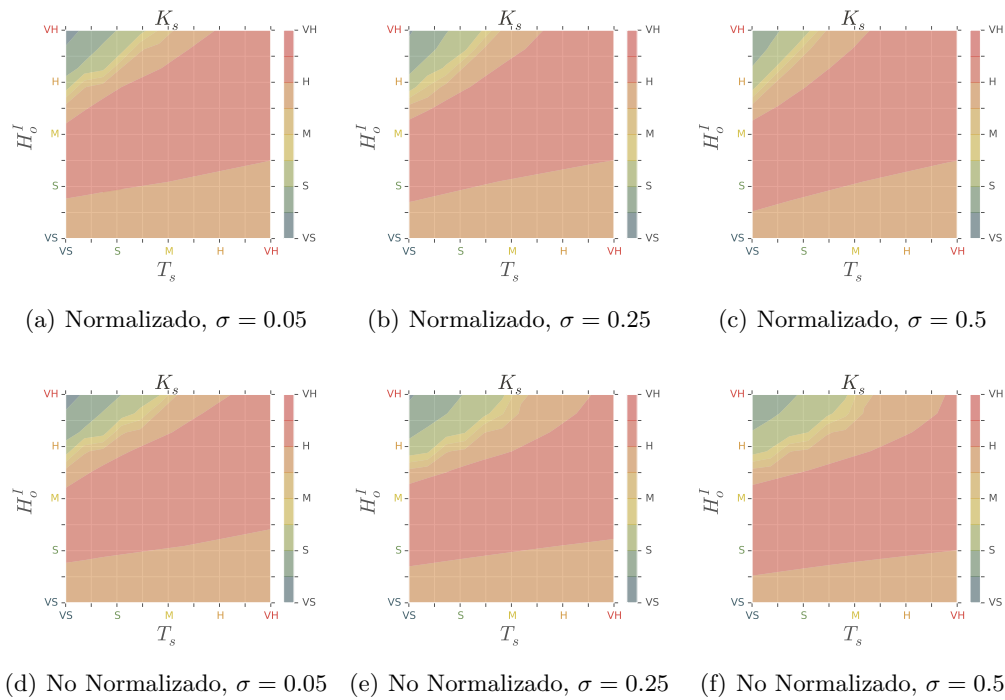 K_s K_s K_s
VH VH VH VH VH VH
H H H H H H
H_o^I M M H_o^I M M H_o^I M M
S S S S S S
VS VS VS VS VS VS
VS S M H VH VS S M H VH VS S M H VH
T_s T_s T_s
(a) Normalizado, σ = 0.05 (b) Normalizado, σ = 0.25 (c) Normalizado, σ = 0.5
K_s K_s K_s
VH VH VH VH VH VH
H H H H H H
H_o^I M M H_o^I M M H_o^I M M
S S S S S S
VS VS VS VS VS VS
VS S M H VH VS S M H VH VS S M H VH
T_s T_s T_s
(d) No Normalizado, σ = 0.05 (e) No Normalizado, σ = 0.25 (f) No Normalizado, σ = 0.5